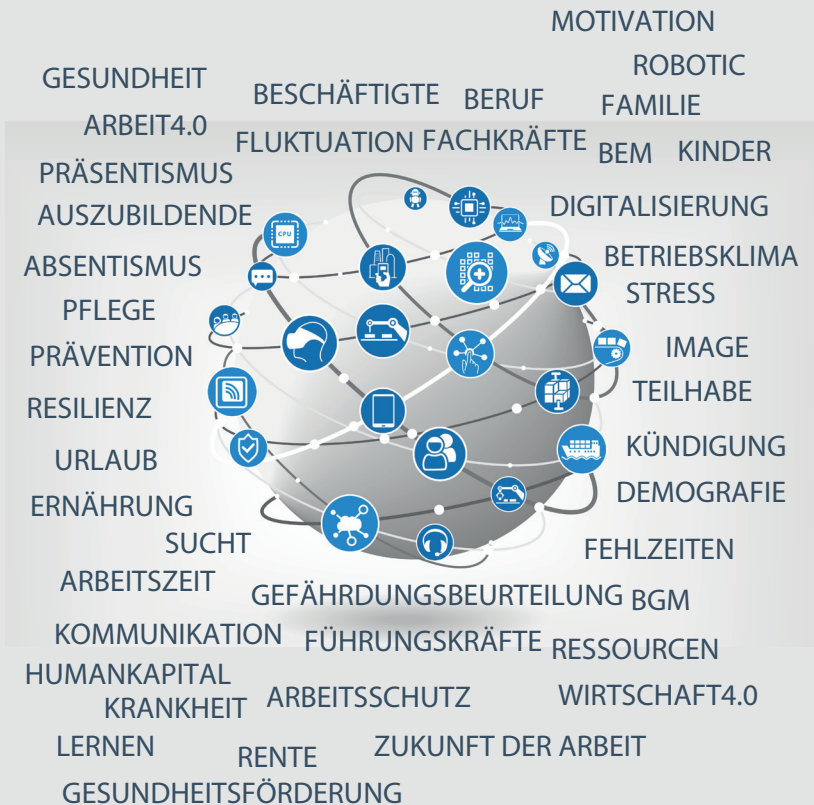 MOTIVATION
ROBOTIC
GESUNDHEIT
BESCHÄFTIGTE
BERUF
FAMILIE
ARBEIT4.0
FLUKTUATION
FACHKRÄFTE
BEM
KINDER
PRÄSENTISMUS
AUSZUBILDENDE
DIGITALISIERUNG
CPU
ABSENTISMUS
BETRIEBSKLIMA
PFLEGE
STRESS
PRÄVENTION
IMAGE
RESILIENZ
TEILHABE
URLAUB
KÜNDIGUNG
ERNÄHRUNG
DEMOGRAFIE
SUCHT
FEHLZEITEN
ARBEITSZEIT
GEFÄHRDUNGSBEURTEILUNG
BGM
KOMMUNIKATION
FÜHRUNGSKRÄFTE
RESSOURCEN
HUMANKAPITAL
KRANKHEIT
ARBEITSSCHUTZ
WIRTSCHAFT4.0
LERNEN
RENTE
ZUKUNFT DER ARBEIT
GESUNDHEITSFÖRDERUNG